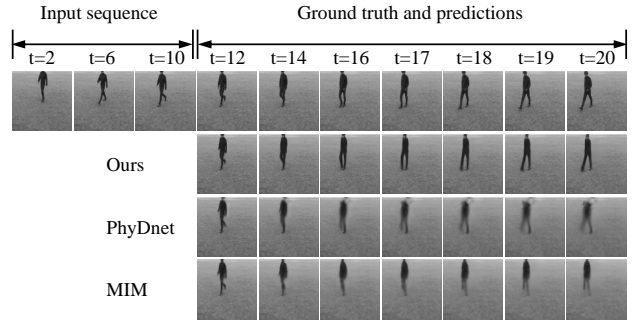 Input sequence Ground truth and predictions
t=2 t=6 t=10 t=12 t=14 t=16 t=17 t=18 t=19 t=20
Ours
PhyDnet
MIM